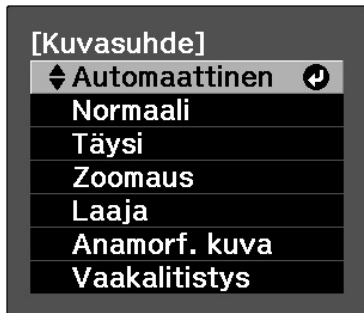 [Kuvasuhde]
Automaattinen
Normaali
Täysi
Zoomaus
Laaja
Anamorf. kuva
Vaakalitistys